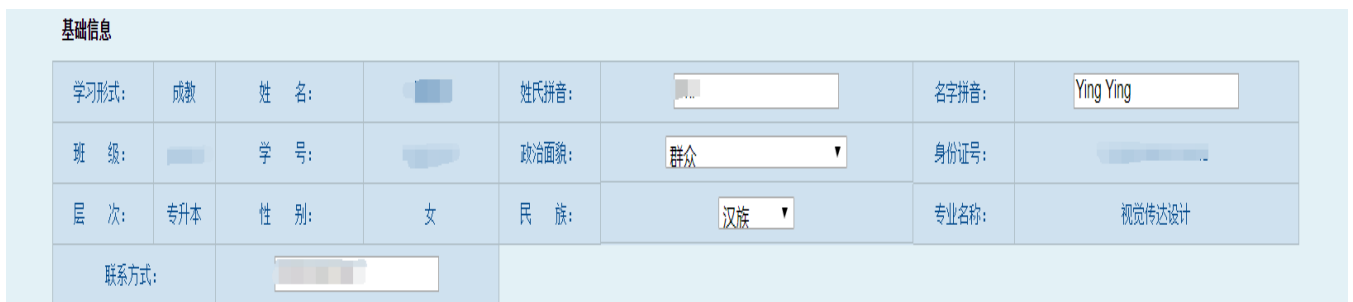 基础信息
学习形式: 成教 姓 名: 姓氏拼音: 名字拼音: Ying Ying
班 级: 学 号: 政治面貌: 群众 身份证号:
层 次: 专升本 性 别: 女 民 族: 汉族 专业名称: 视觉传达设计
联系方式: